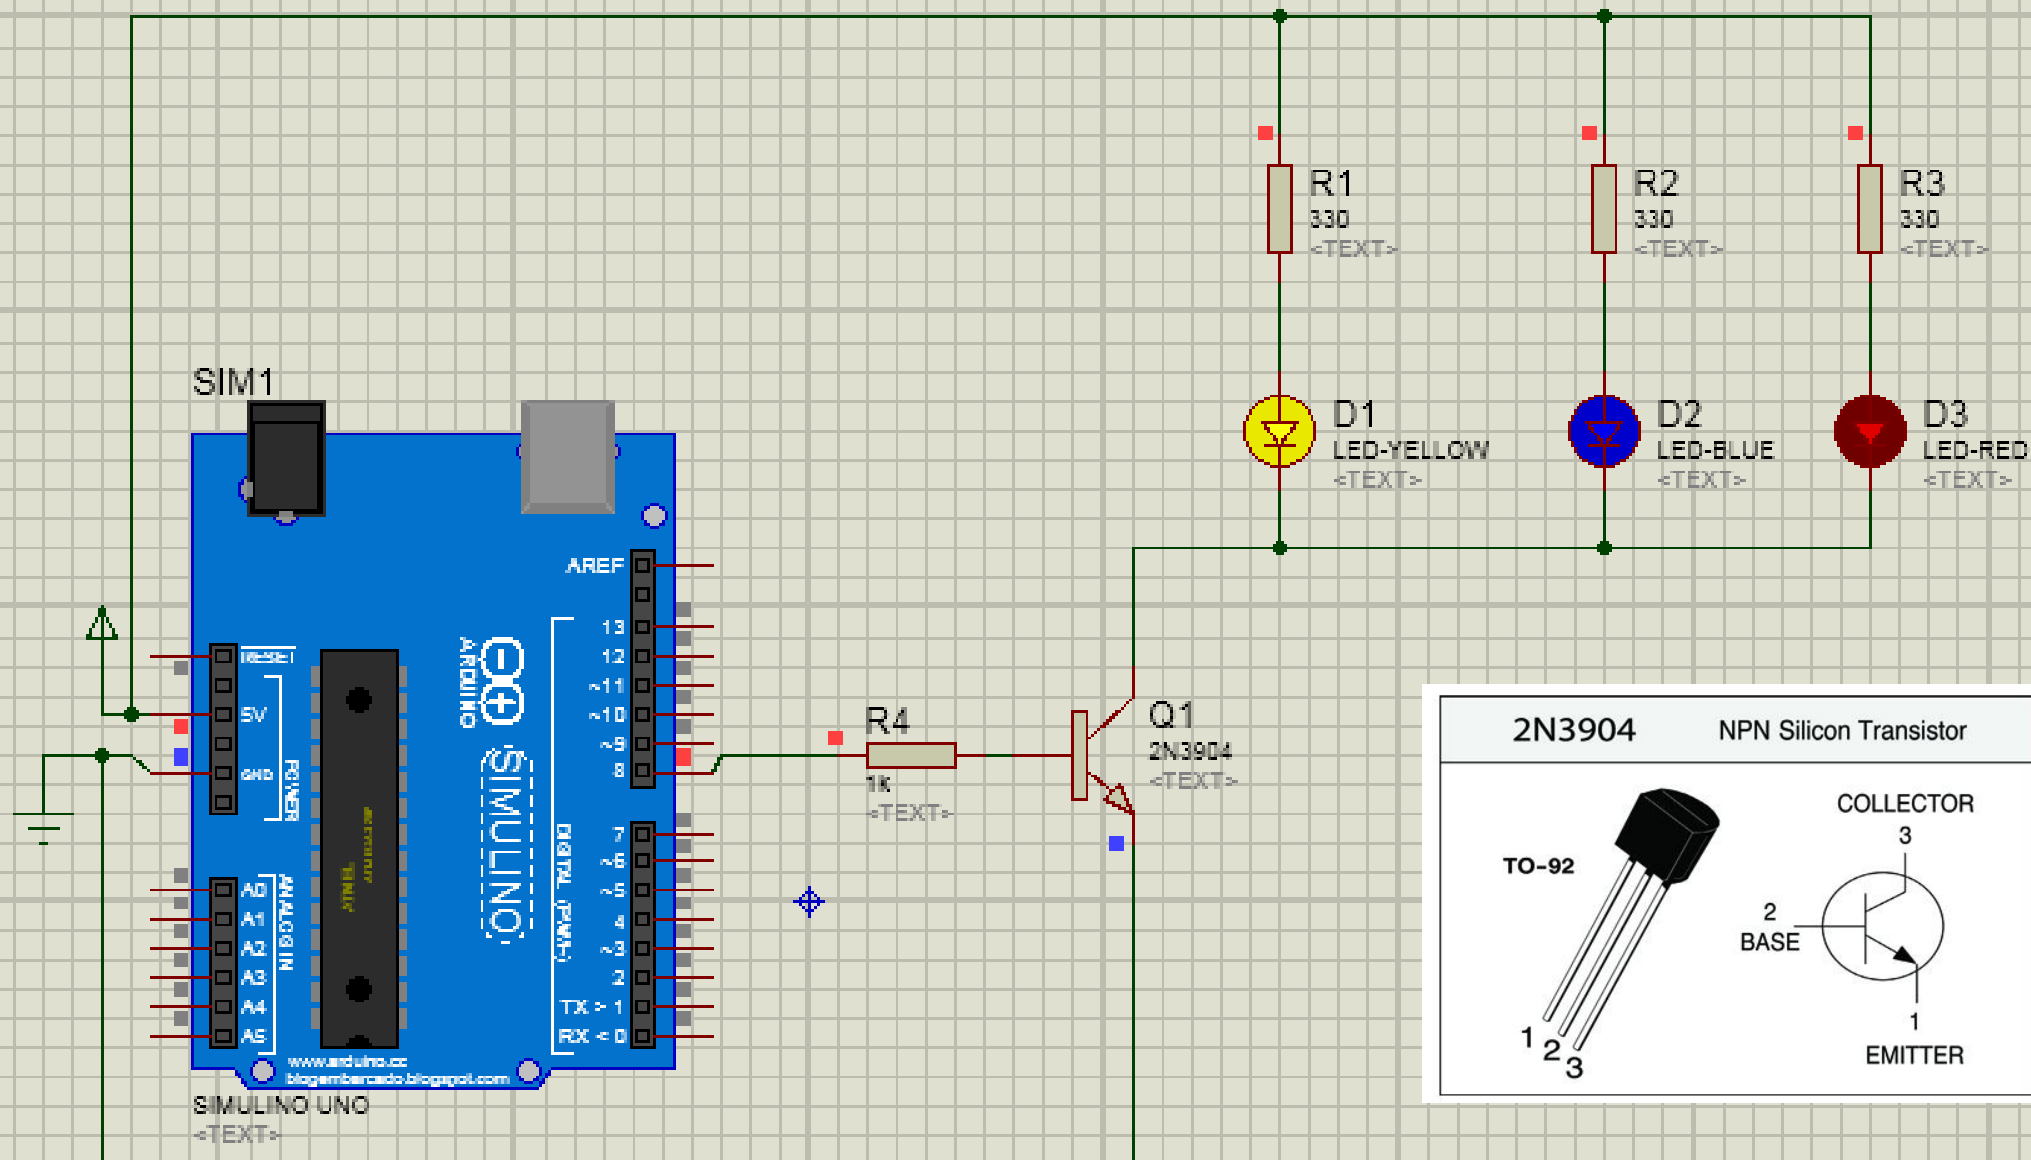 R1
330
<TEXT>
R2
330
<TEXT>
R3
330
<TEXT>
SIM1
D1
LED-YELLOW
<TEXT>
D2
LED-BLUE
<TEXT>
D3
LED-RED
<TEXT>
AREF
13
12
~11
~10
~9
8
RESET
5V
GND
POWER
ARDUINO
SIMULINO
DIGITAL (PWM~)
7
~6
~5
4
~3
2
TX > 1
RX < 0
A0
A1
A2
A3
A4
A5
ANALOG IN
www.arduino.cc
blogembarcado.blogspot.com
SIMULINO UNO
<TEXT>
R4
1k
<TEXT>
Q1
2N3904
<TEXT>
2N3904 NPN Silicon Transistor
TO-92
1
2
3
COLLECTOR
3
2
BASE
1
EMITTER